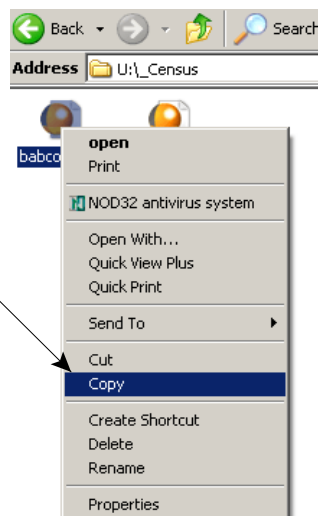 Back Search
Address U:\_Census
babco
open
Print
NOD32 antivirus system
Open With...
Quick View Plus
Quick Print
Send To
Cut
Copy
Create Shortcut
Delete
Rename
Properties